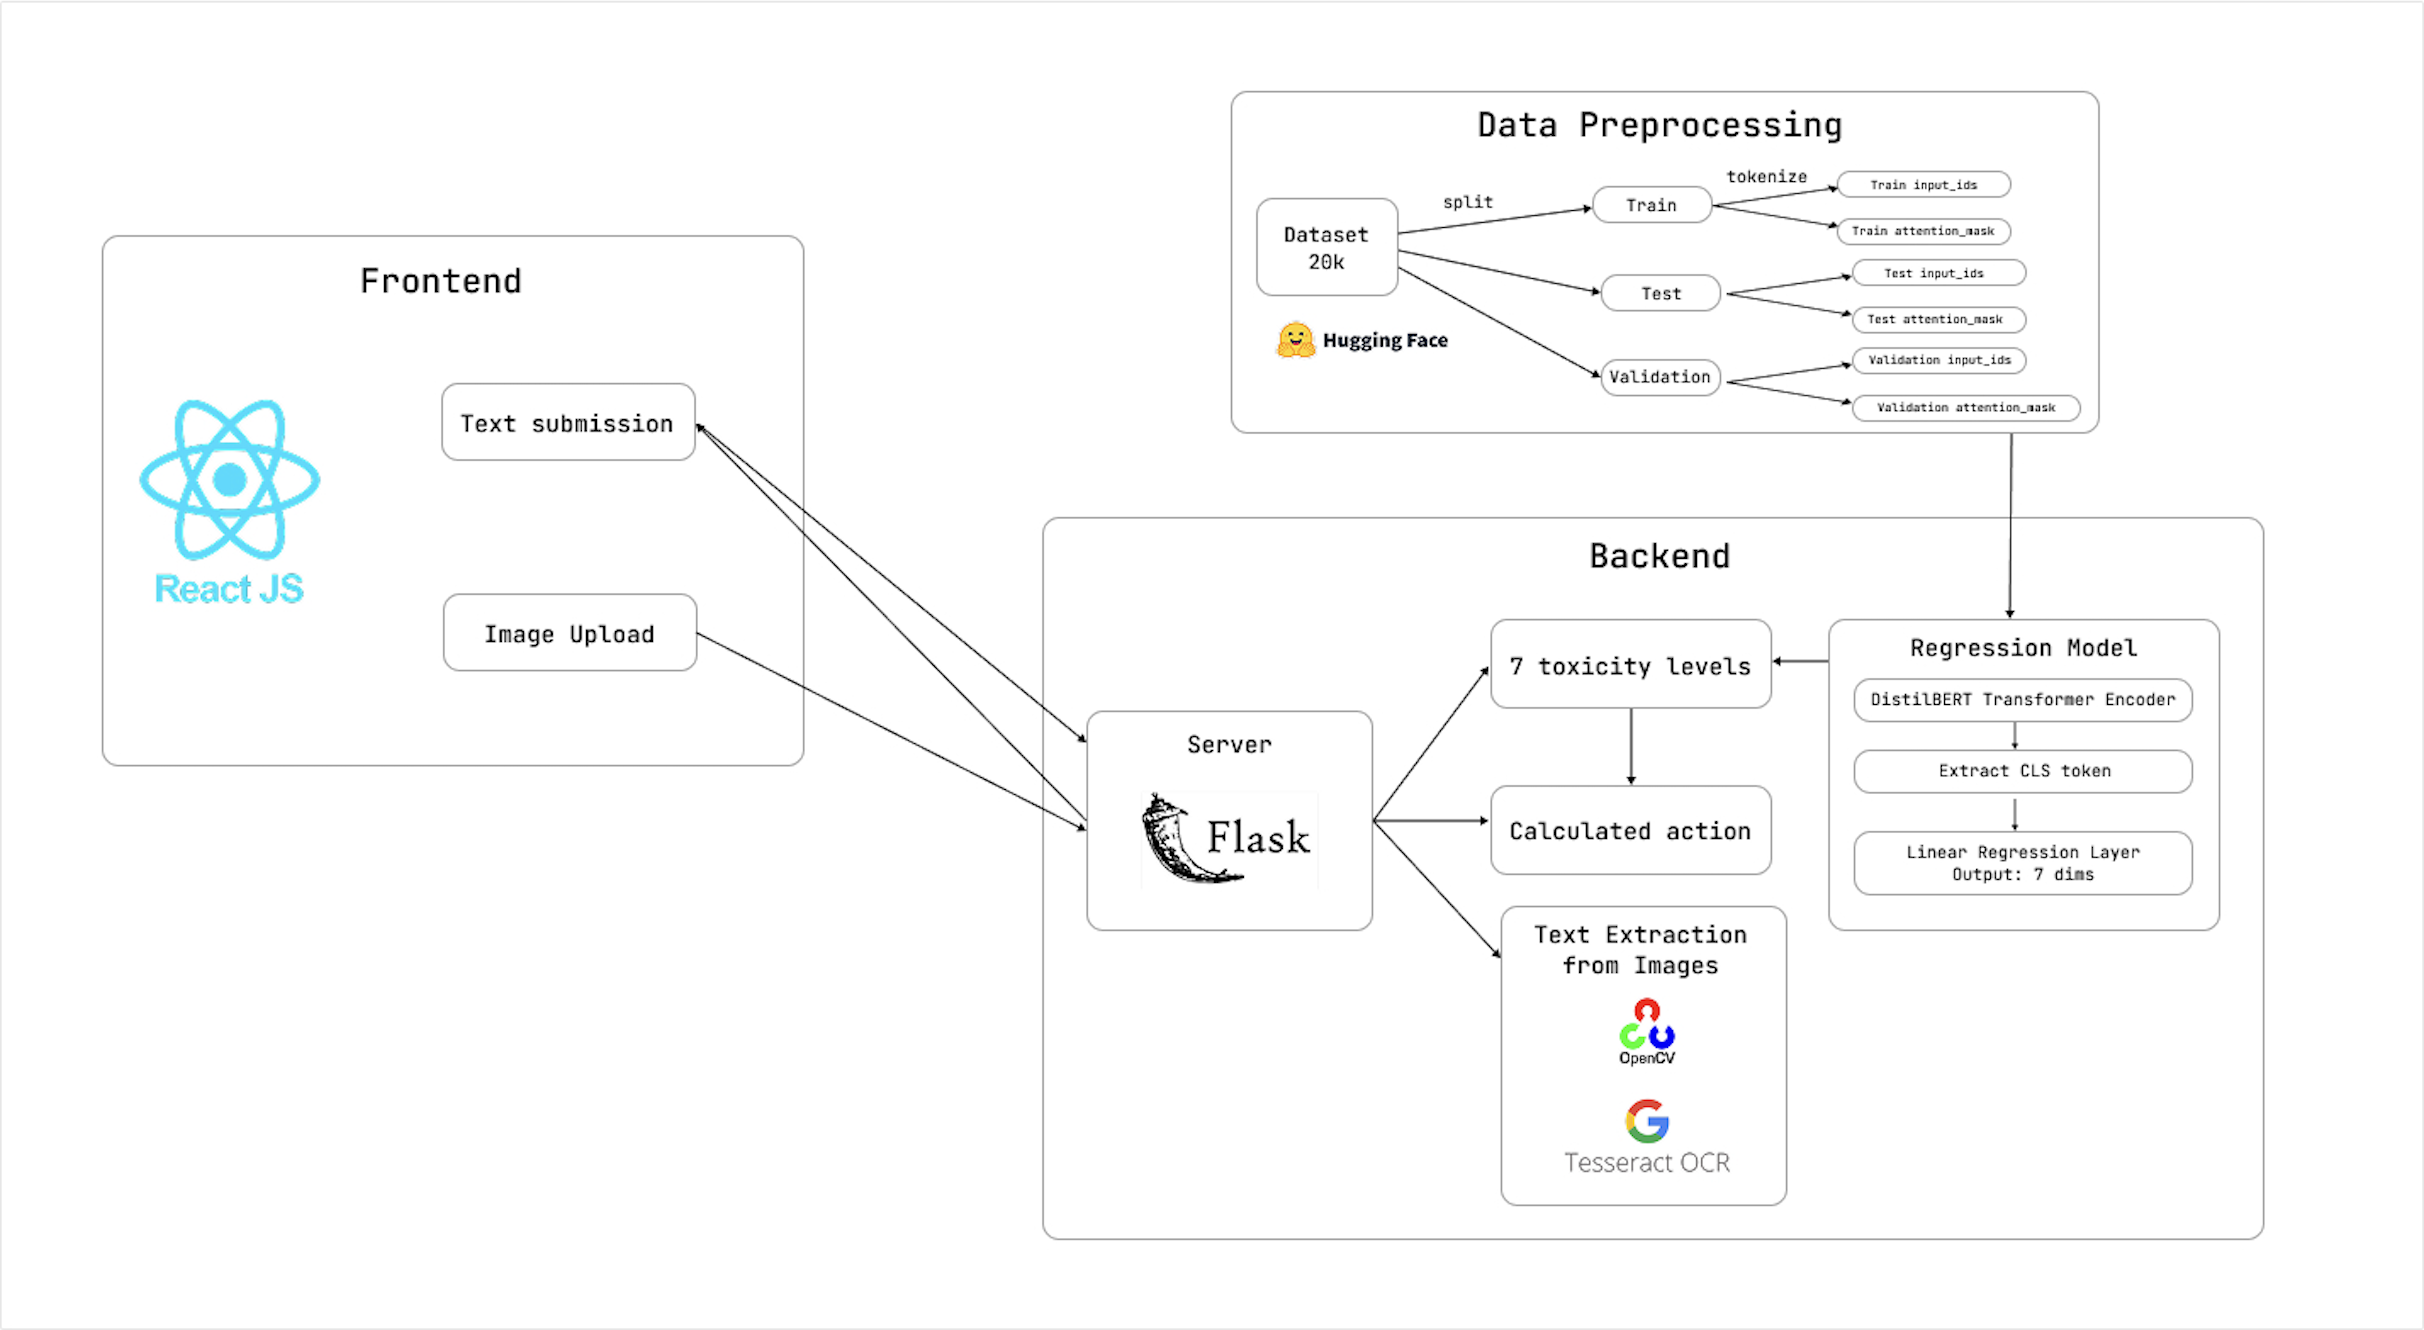 Data Preprocessing
Dataset
20k
Hugging Face
split
Train
Test
Validation
tokenize
Train input_ids
Train attention_mask
Test input_ids
Test attention_mask
Validation input_ids
Validation attention_mask
Frontend
React JS
Text submission
Image Upload
Backend
Server
Flask
7 toxicity levels
Calculated action
Text Extraction
from Images
OpenCV
Tesseract OCR
Regression Model
DistilBERT Transformer Encoder
Extract CLS token
Linear Regression Layer
Output: 7 dims